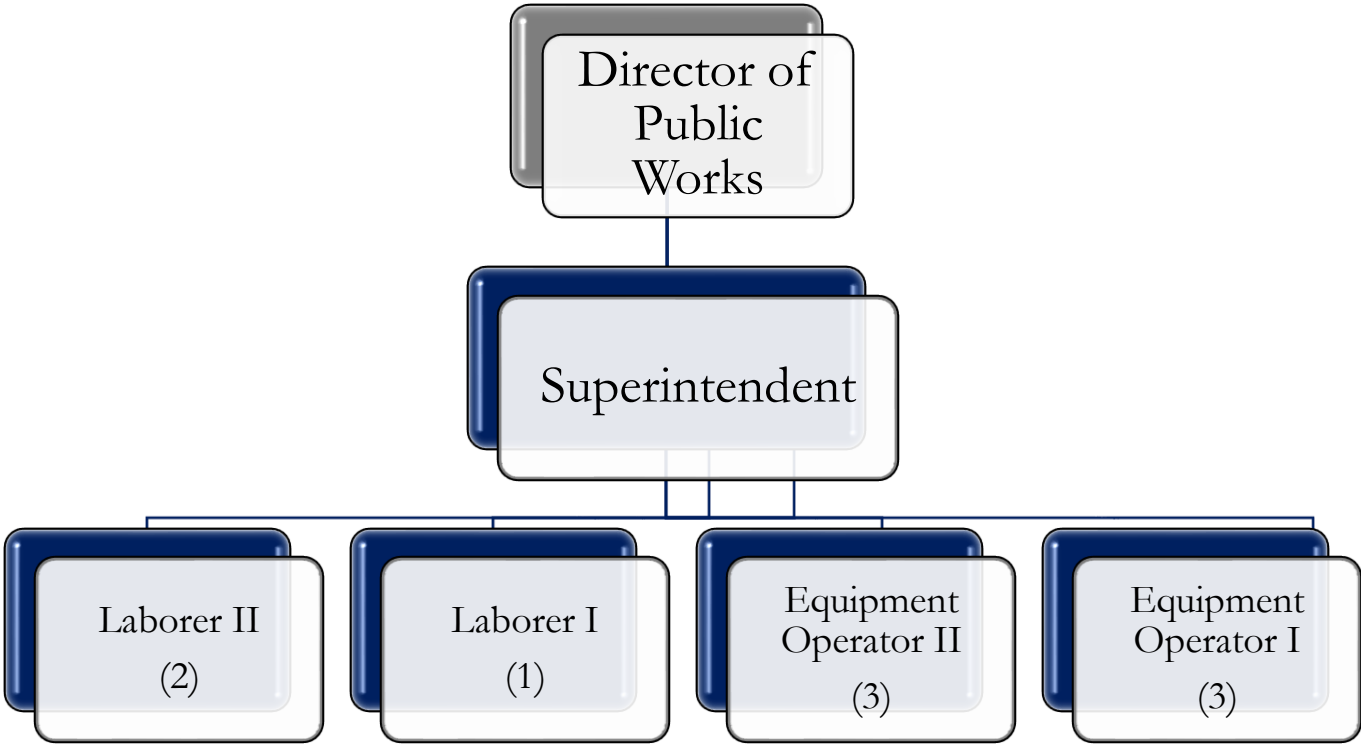 Director of
Public
Works
Superintendent
Laborer II
(2)
Laborer I
(1)
Equipment
Operator II
(3)
Equipment
Operator I
(3)